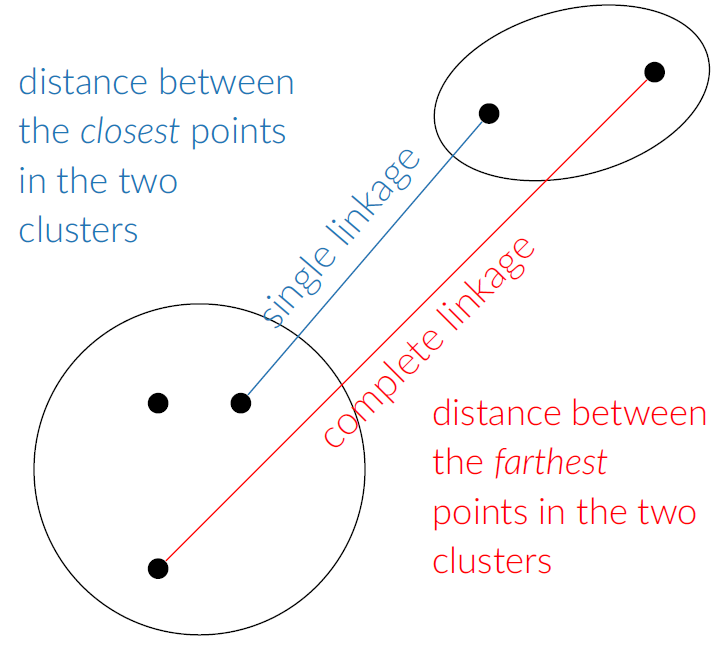 distance between
the closest points
in the two
clusters
single linkage
complete linkage
distance between
the farthest
points in the two
clusters